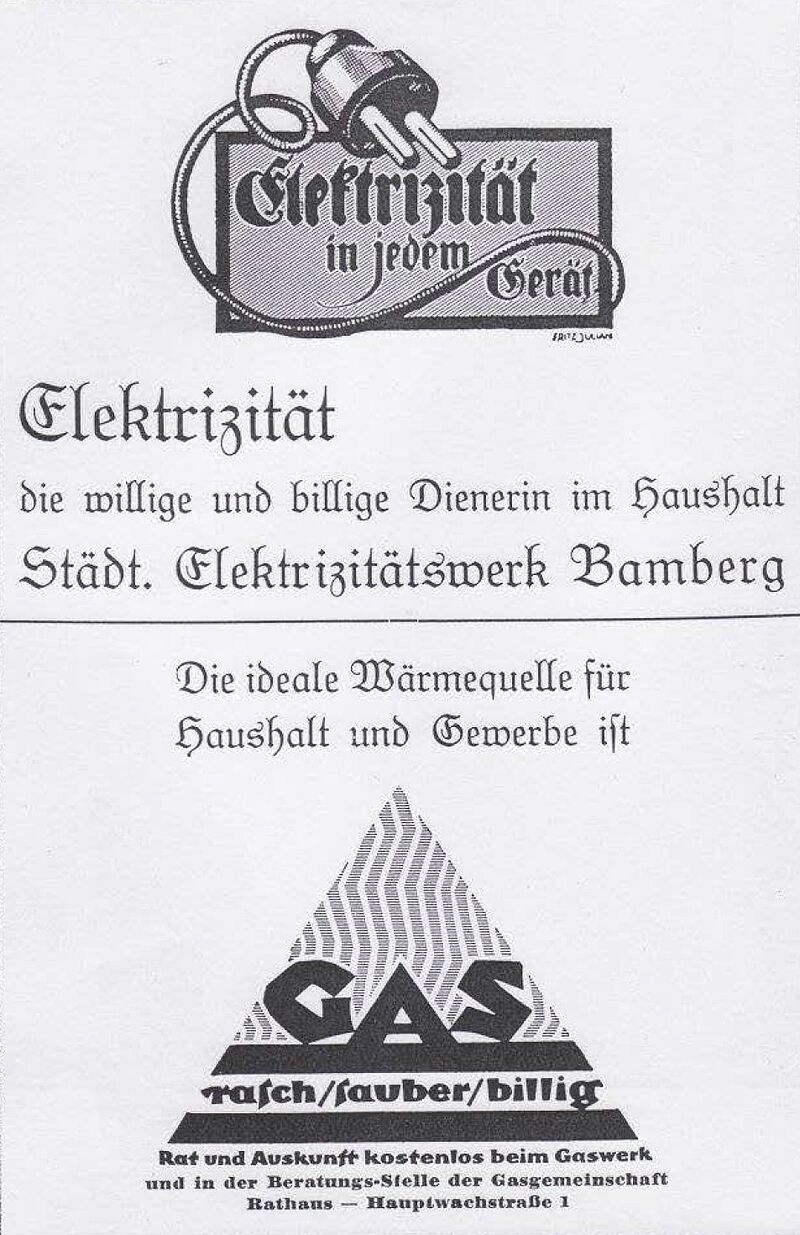 Elektrizität
in jedem
Gerät
FRITZ JULIAN
Elektrizität
die willige und billige Dienerin im Haushalt
Städt. Elektrizitätswerk Bamberg
Die ideale Wärmequelle für
Haushalt und Gewerbe iſt
GAS
raſch/ſauber/billig
Rat und Auskunft kostenlos beim Gaswerk
und in der Beratungs-Stelle der Gasgemeinschaft
Rathaus — Hauptwachstraße 1